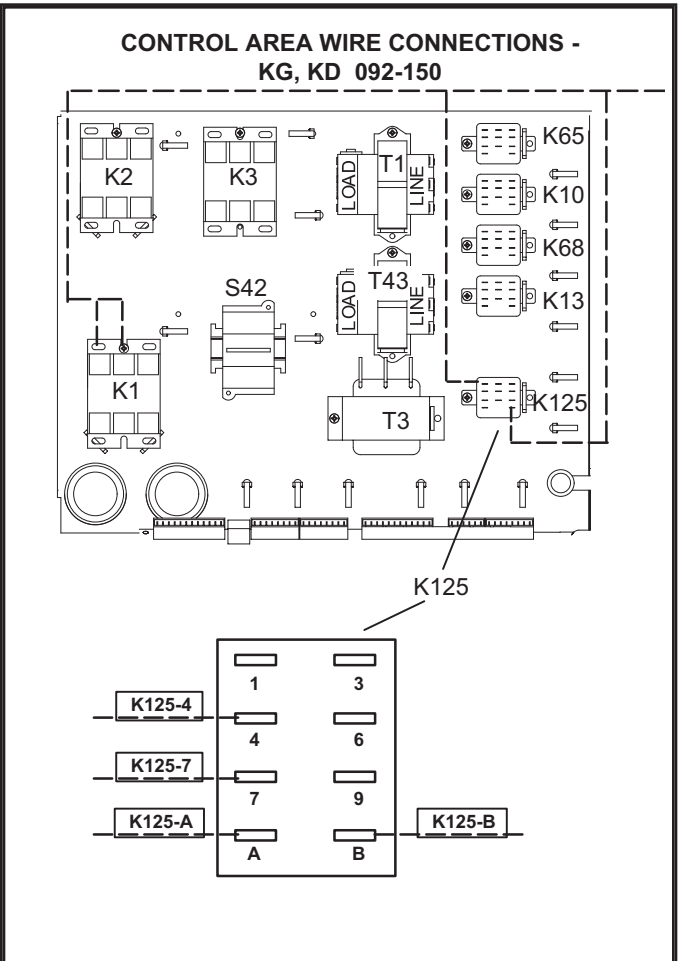 CONTROL AREA WIRE CONNECTIONS -
KG, KD 092-150
K2
K3
LOAD
T1
LINE
K65
K10
K68
K13
S42
LOAD
T43
LINE
K1
T3
K125
K125
1
3
K125-4
4
6
K125-7
7
9
K125-A
K125-B
A
B